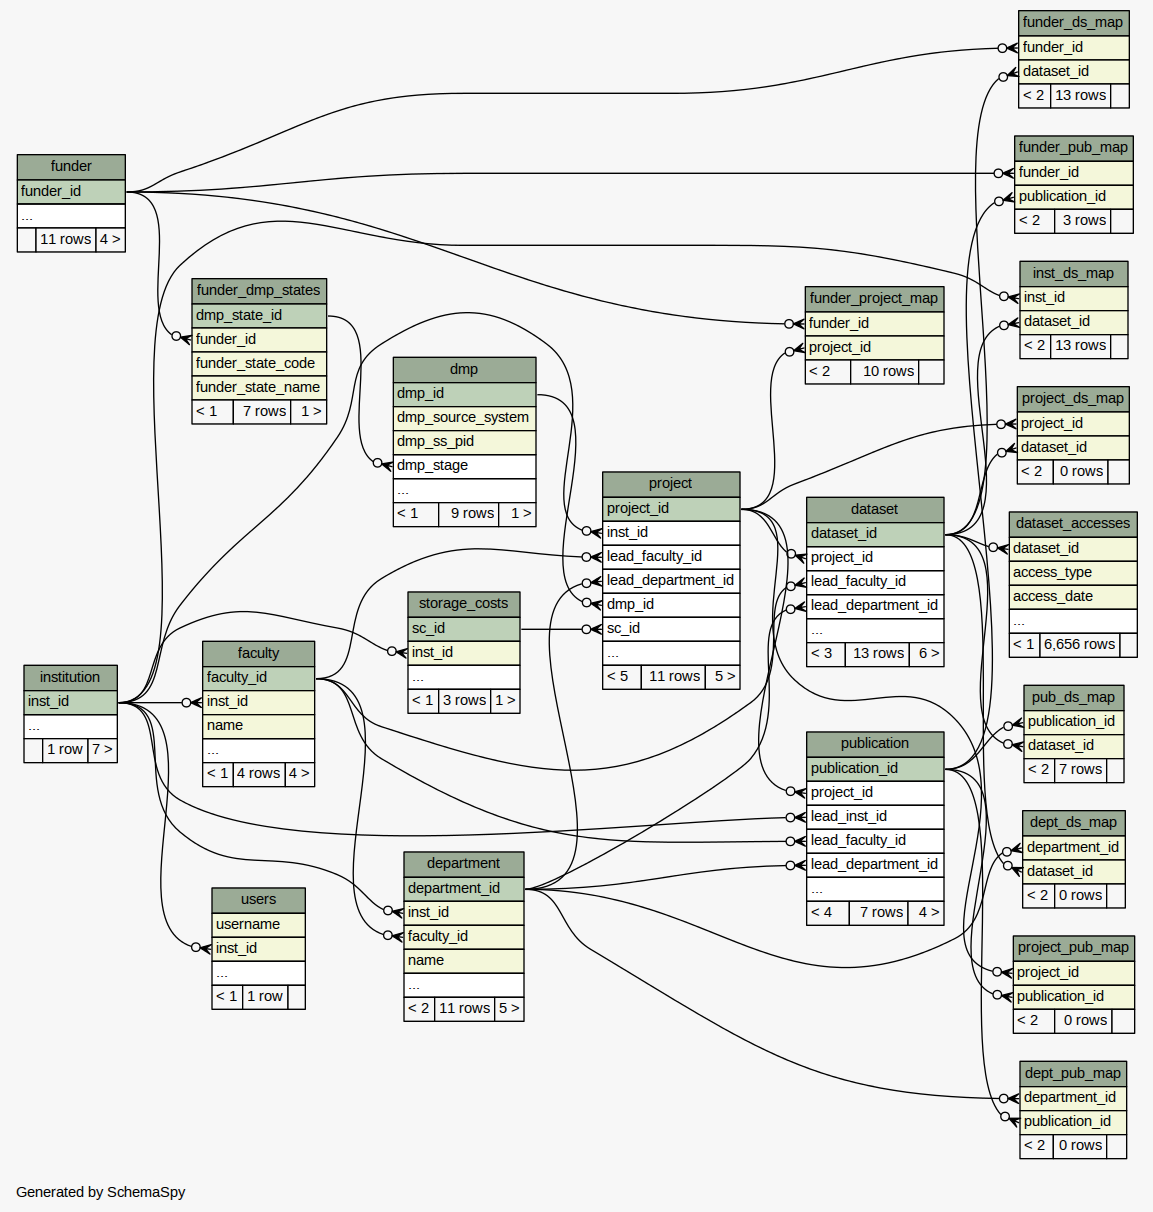 funder_ds_map
funder_id
dataset_id
< 2 13 rows
funder_pub_map
funder_id
publication_id
< 2 3 rows
funder
funder_id
...
11 rows 4 >
inst_ds_map
inst_id
dataset_id
< 2 13 rows
funder_dmp_states
dmp_state_id
funder_id
funder_state_code
funder_state_name
< 1 7 rows 1 >
funder_project_map
funder_id
project_id
< 2 10 rows
dmp
dmp_id
dmp_source_system
dmp_ss_pid
dmp_stage
...
< 1 9 rows 1 >
project_ds_map
project_id
dataset_id
< 2 0 rows
project
project_id
inst_id
lead_faculty_id
lead_department_id
dmp_id
sc_id
...
< 5 11 rows 5 >
dataset
dataset_id
project_id
lead_faculty_id
lead_department_id
...
< 3 13 rows 6 >
dataset_accesses
dataset_id
access_type
access_date
...
< 1 6,656 rows
storage_costs
sc_id
inst_id
...
< 1 3 rows 1 >
faculty
faculty_id
inst_id
name
...
< 1 4 rows 4 >
institution
inst_id
...
1 row 7 >
pub_ds_map
publication_id
dataset_id
< 2 7 rows
publication
publication_id
project_id
lead_inst_id
lead_faculty_id
lead_department_id
...
< 4 7 rows 4 >
dept_ds_map
department_id
dataset_id
< 2 0 rows
department
department_id
inst_id
faculty_id
name
...
< 2 11 rows 5 >
users
username
inst_id
...
< 1 1 row
project_pub_map
project_id
publication_id
< 2 0 rows
dept_pub_map
department_id
publication_id
< 2 0 rows
Generated by SchemaSpy